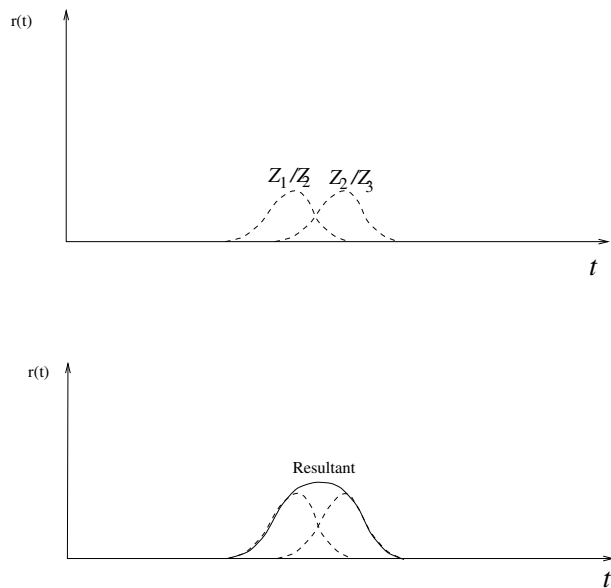 r(t)
Z1/Z2 Z2/Z3
t
r(t)
Resultant
t